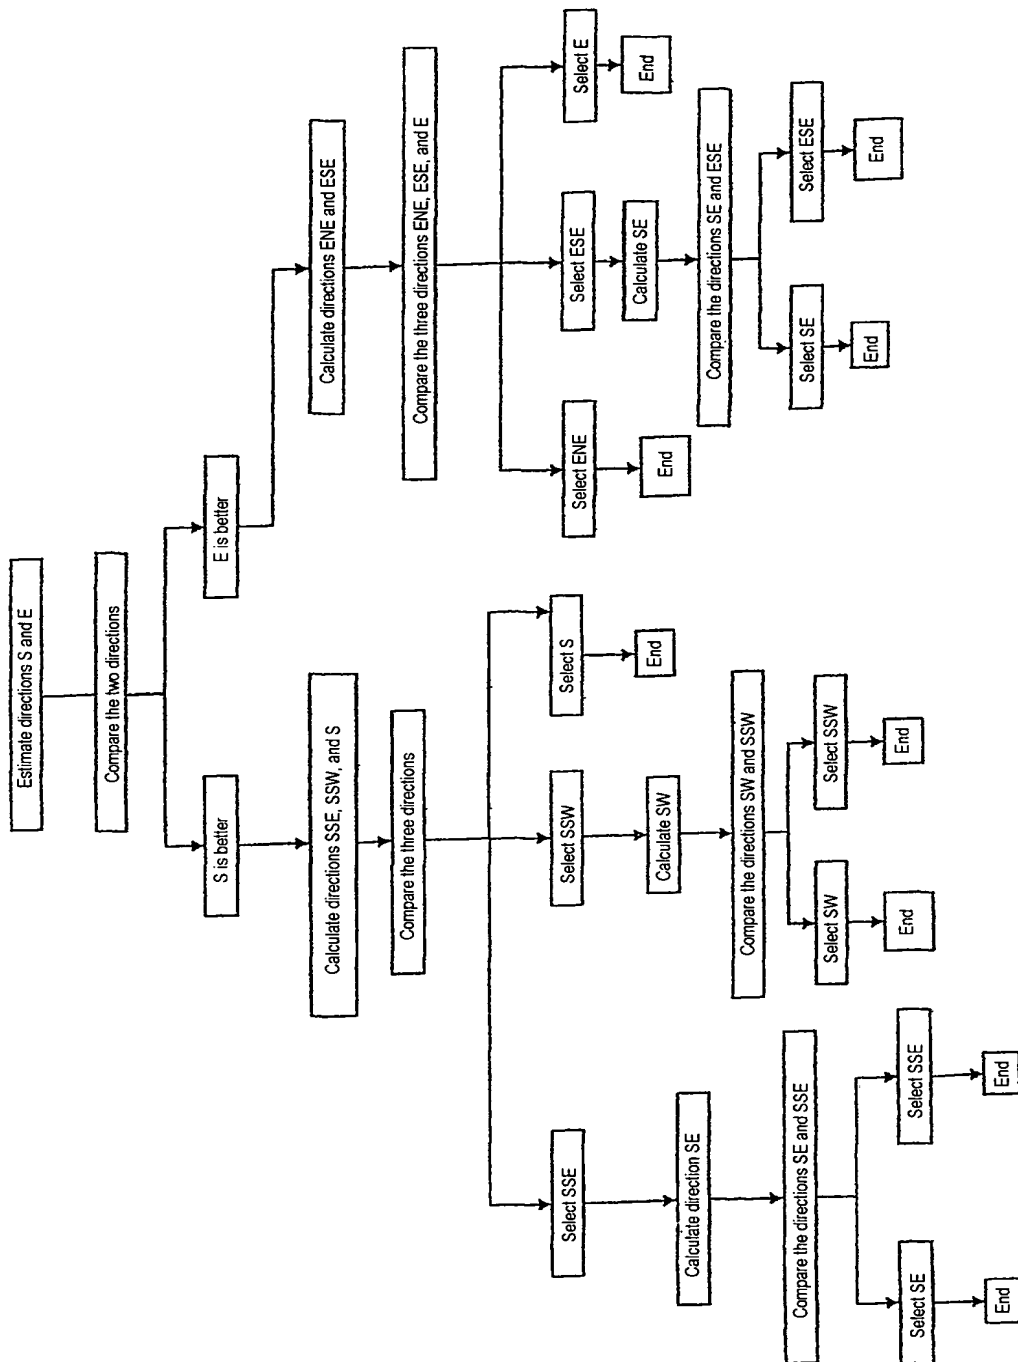 Estimate directions S and E
Compare the two directions
S is better
E is better
Calculate directions SSE, SSW, and S
Calculate directions ENE and ESE
Compare the three directions
Compare the three directions ENE, ESE, and E
Select SSE
Select SSW
Select S
Select ENE
Select ESE
Select E
End
End
End
Calculate direction SE
Calculate SW
Calculate SE
Compare the directions SE and SSE
Compare the directions SW and SSW
Compare the directions SE and ESE
Select SE
Select SSE
Select SW
Select SSW
Select SE
Select ESE
End
End
End
End
End
End